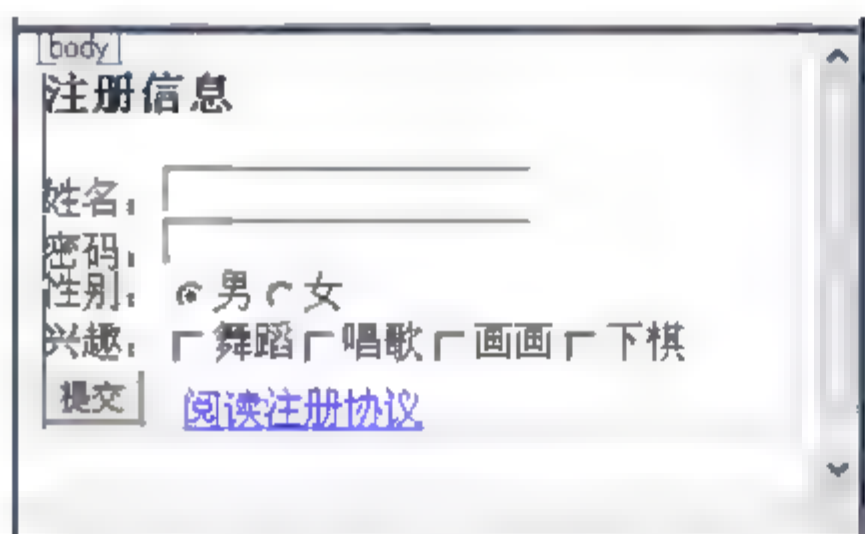 body
注册信息
姓名：
密码：
性别： 男 女
兴趣： 舞蹈 唱歌 画画 下棋
提交 阅读注册协议